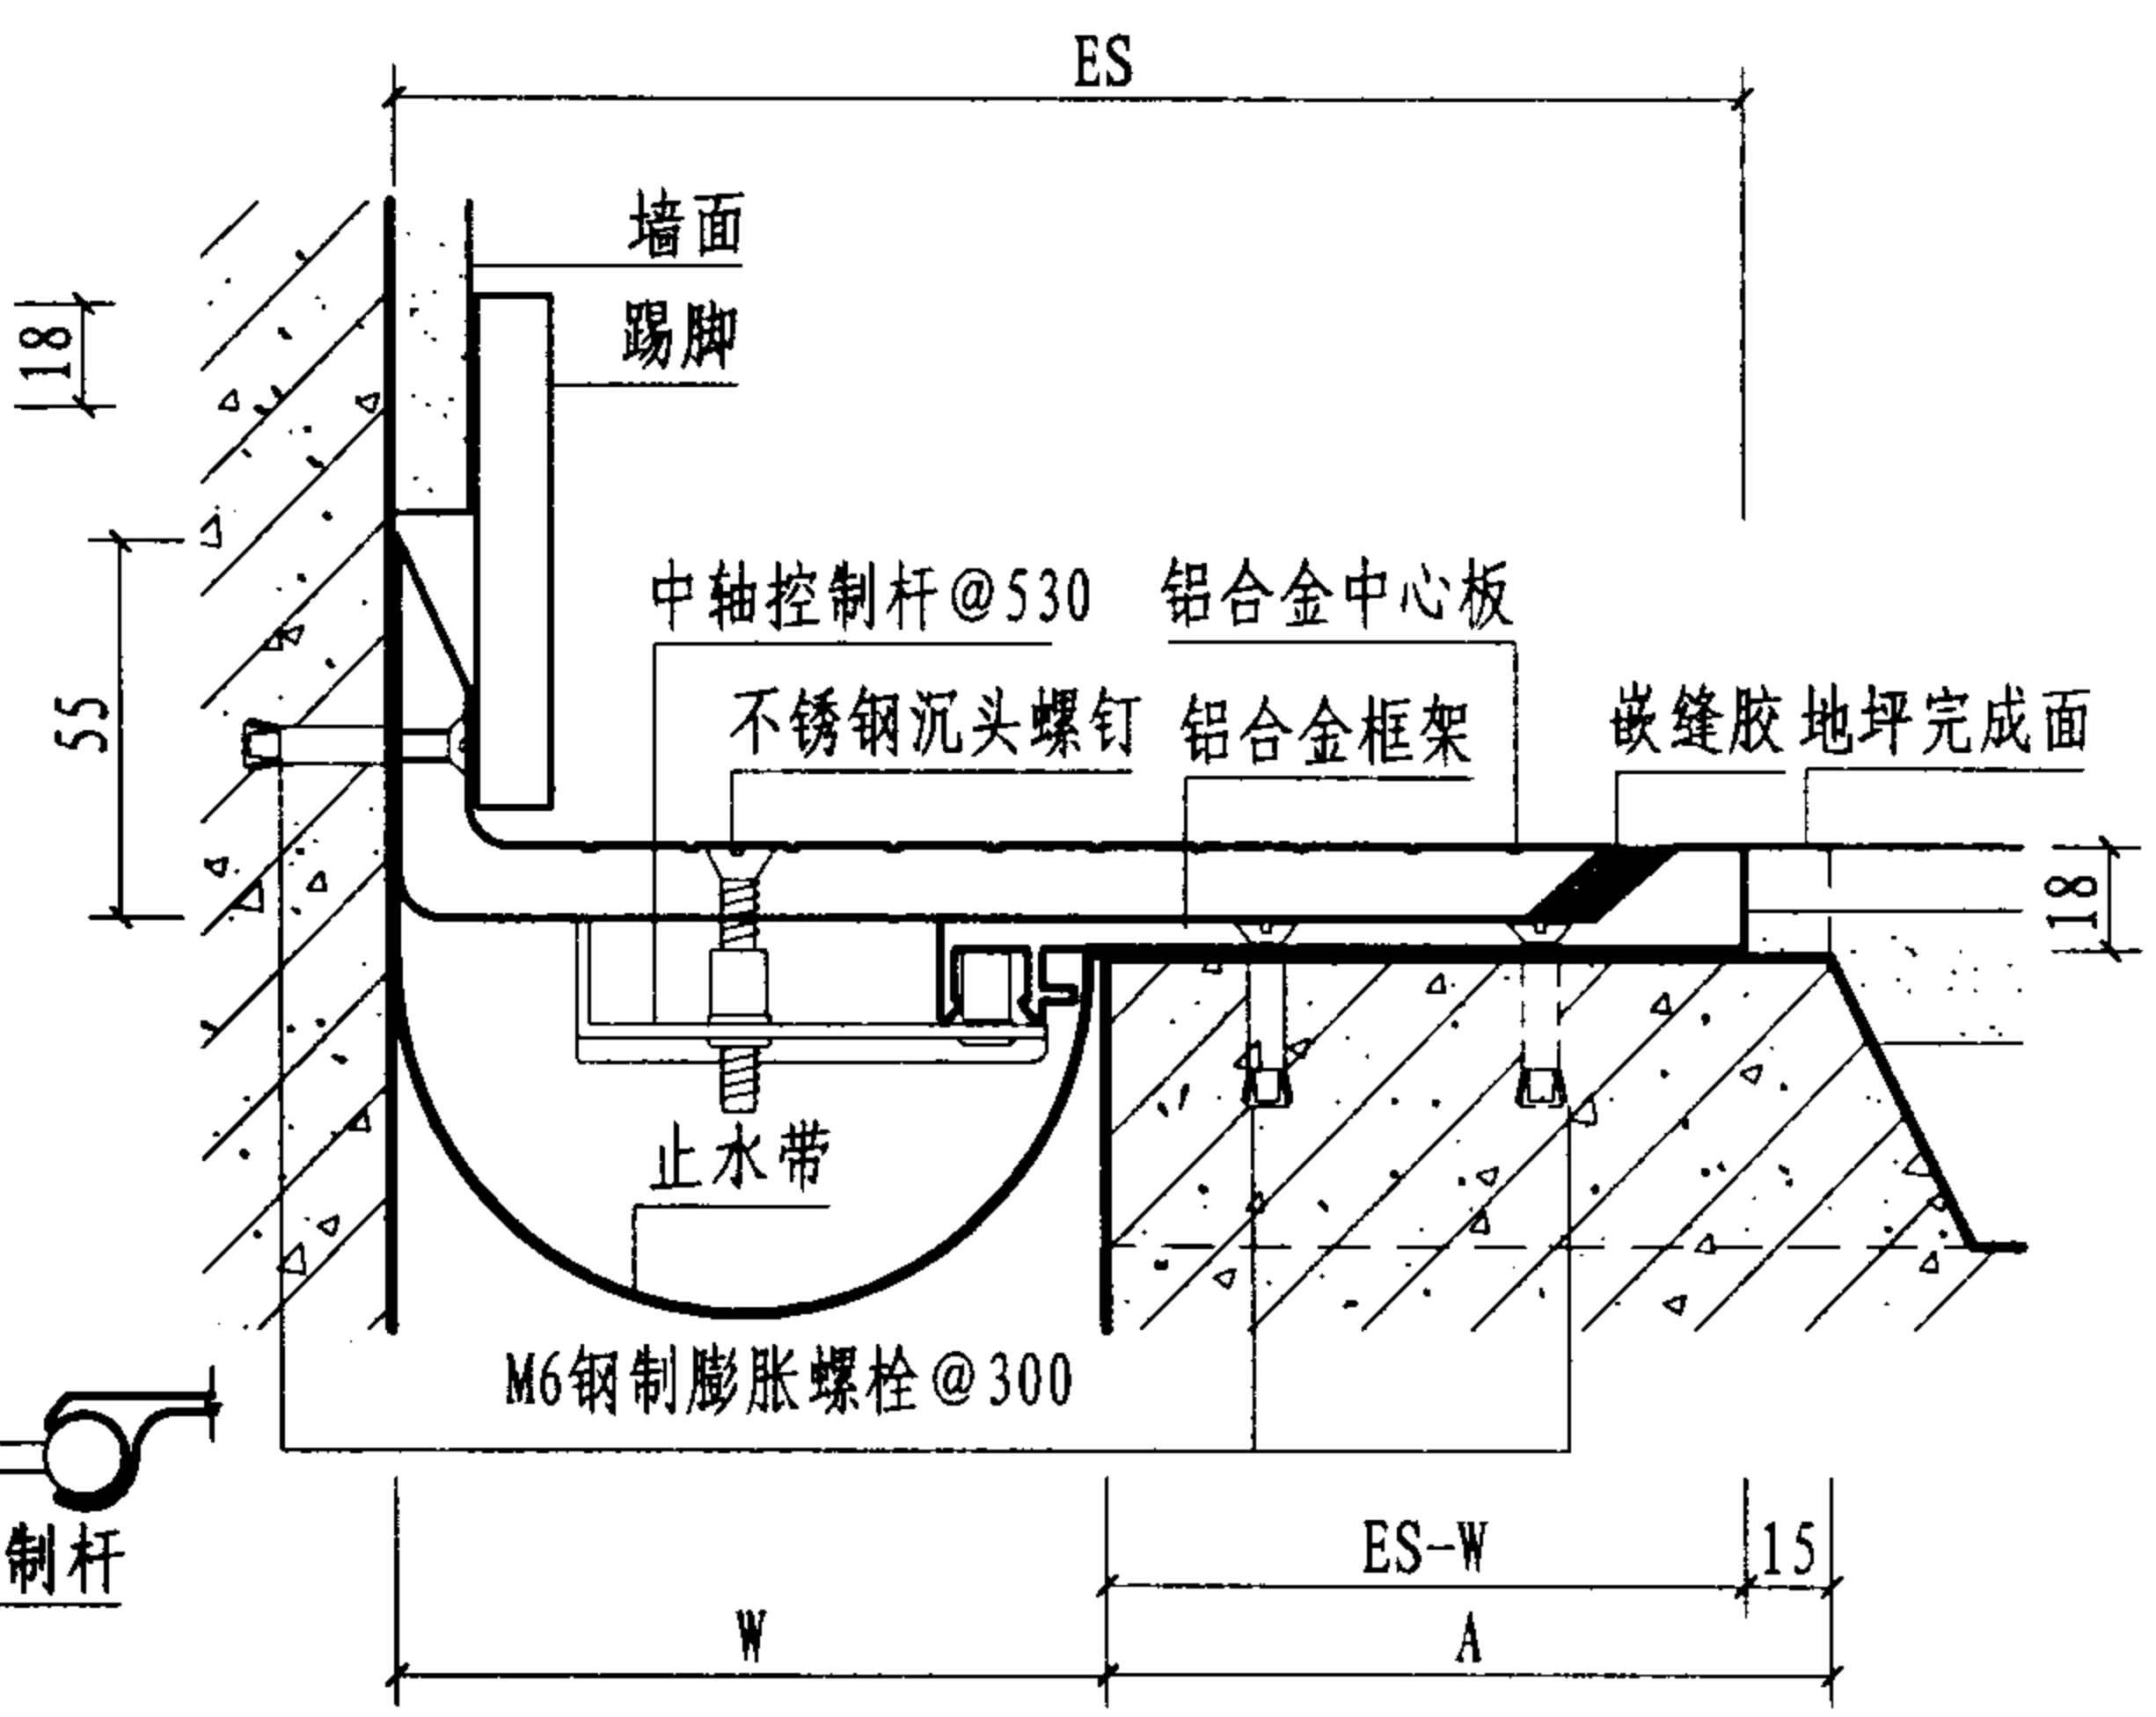 ES
墙面
踢脚
18
中轴控制杆@530
铝合金中心板
55
不锈钢沉头螺钉
铝合金框架
嵌缝胶
地坪完成面
18
止水带
M6钢制膨胀螺栓@300
制杆
ES-W
15
W
A